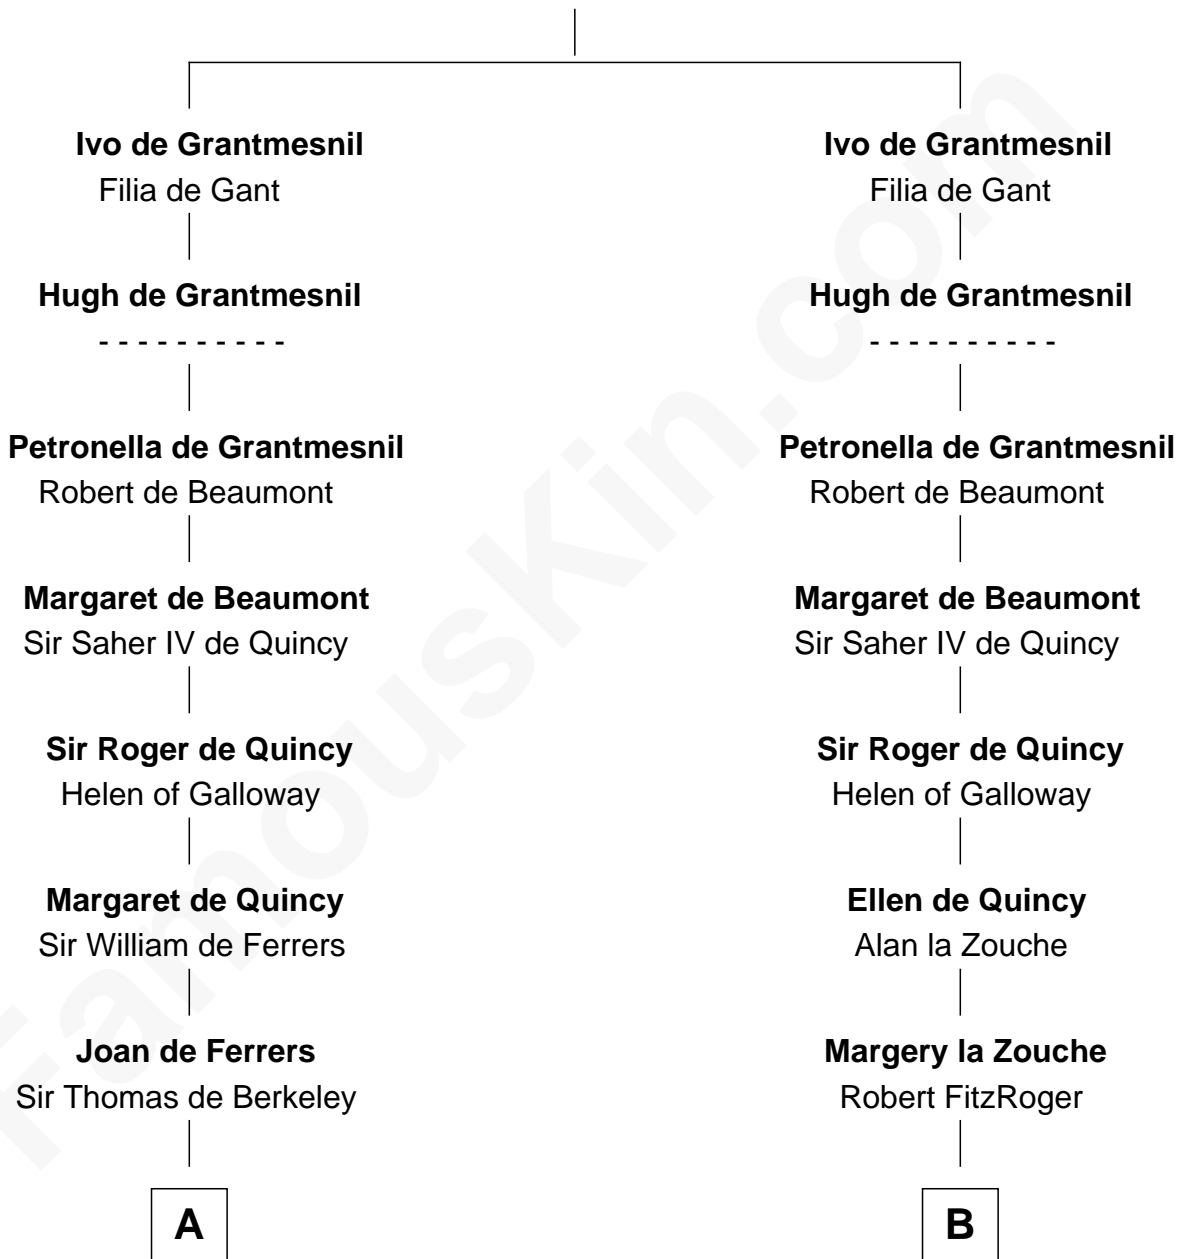 Ivo de Grantmesnil
Filia de Gant
Hugh de Grantmesnil
- - - - - - - - - -
Petronella de Grantmesnil
Robert de Beaumont
Margaret de Beaumont
Sir Saher IV de Quincy
Sir Roger de Quincy
Helen of Galloway
Margaret de Quincy
Sir William de Ferrers
Joan de Ferrers
Sir Thomas de Berkeley
A
Ivo de Grantmesnil
Filia de Gant
Hugh de Grantmesnil
- - - - - - - - - -
Petronella de Grantmesnil
Robert de Beaumont
Margaret de Beaumont
Sir Saher IV de Quincy
Sir Roger de Quincy
Helen of Galloway
Ellen de Quincy
Alan la Zouche
Margery la Zouche
Robert FitzRoger
B
FamousKin.com